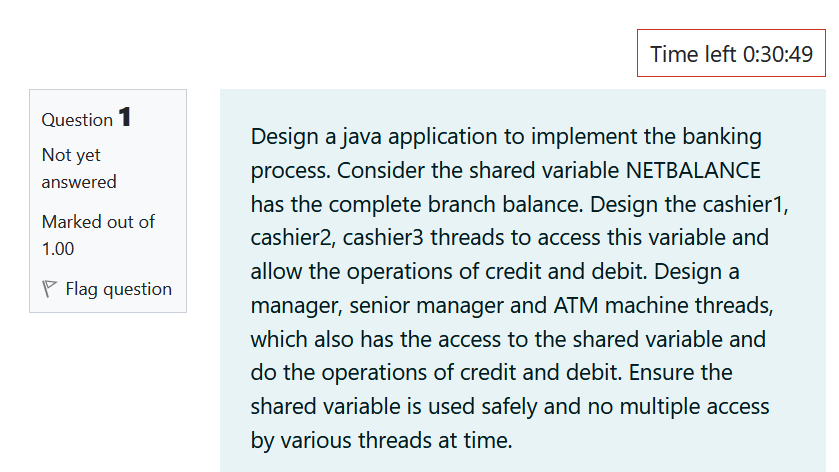 Time left 0:30:49
Question 1
Not yet
answered
Marked out of
1.00
Flag question
Design a java application to implement the banking
process. Consider the shared variable NETBALANCE
has the complete branch balance. Design the cashier1,
cashier2, cashier3 threads to access this variable and
allow the operations of credit and debit. Design a
manager, senior manager and ATM machine threads,
which also has the access to the shared variable and
do the operations of credit and debit. Ensure the
shared variable is used safely and no multiple access
by various threads at time.